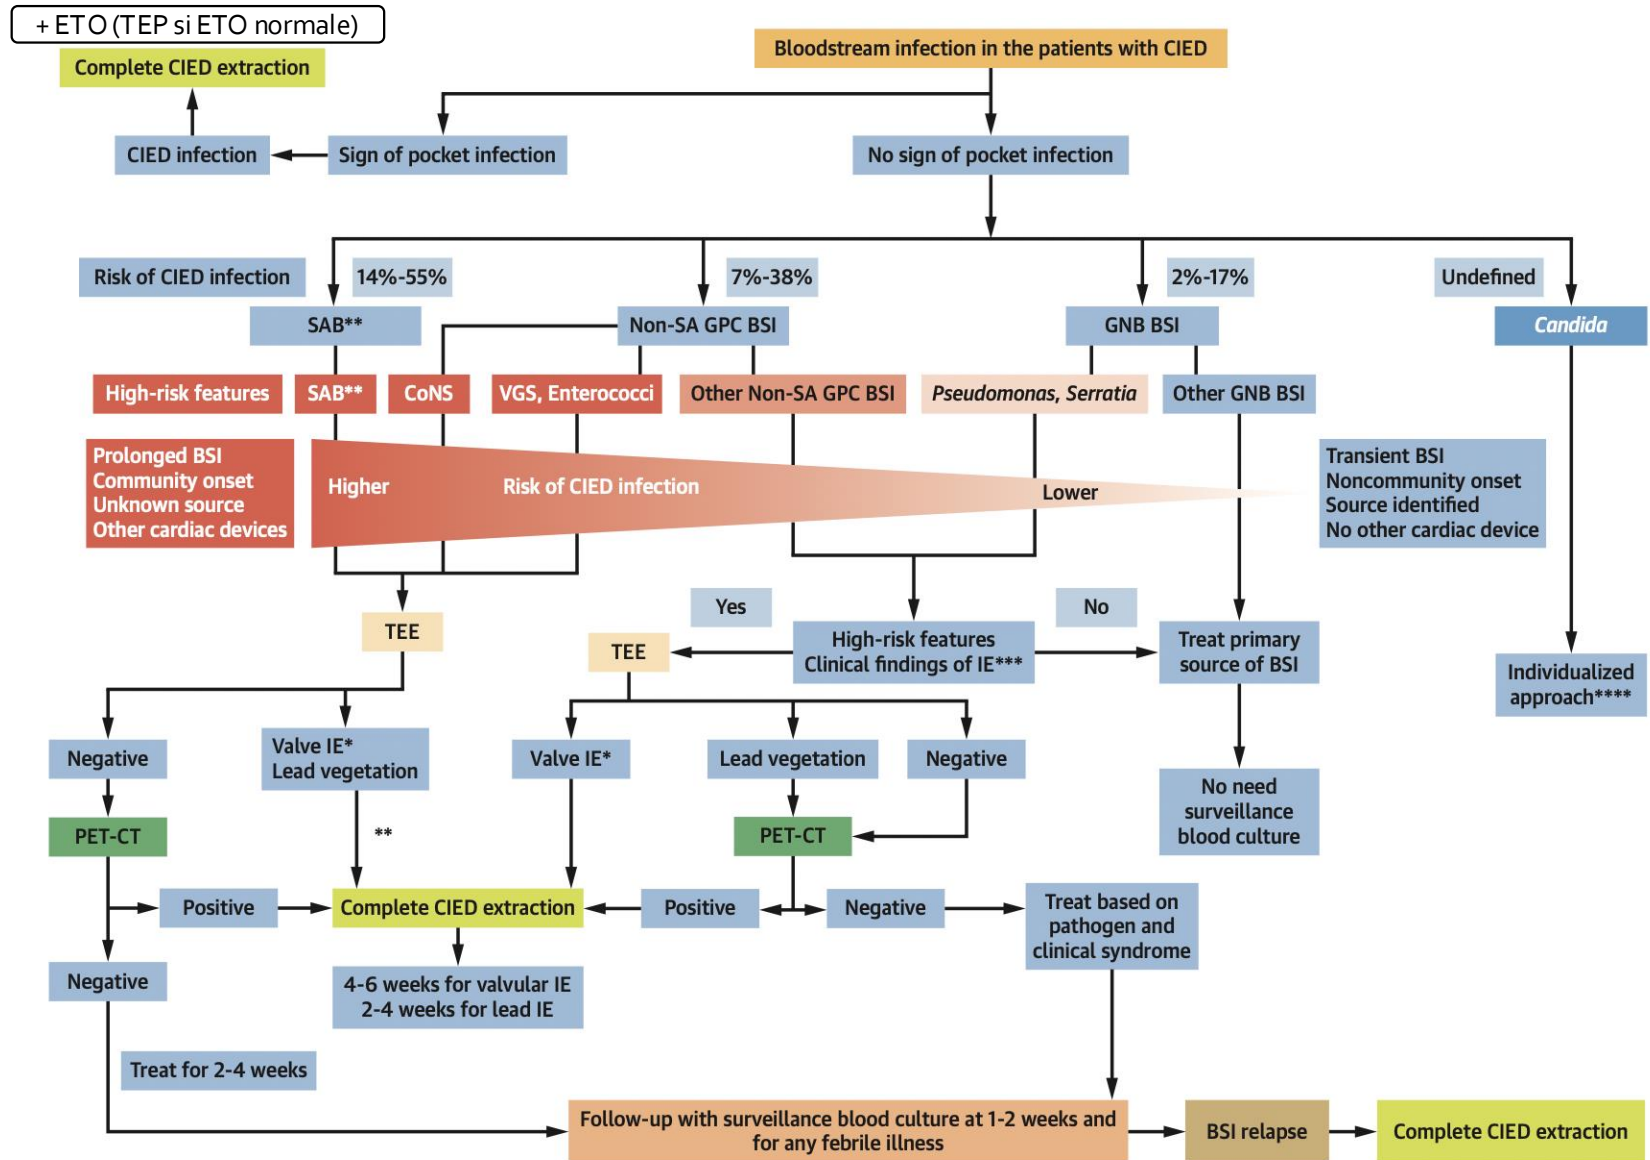 + ETO (TEP si ETO normale)
Bloodstream infection in the patients with CIED
Complete CIED extraction
CIED infection
Sign of pocket infection
No sign of pocket infection
Risk of CIED infection
14%-55%
7%-38%
2%-17%
Undefined
SAB**
Non-SA GPC BSI
GNB BSI
Candida
High-risk features
SAB**
CoNS
VGS, Enterococci
Other Non-SA GPC BSI
Pseudomonas, Serratia
Other GNB BSI
Prolonged BSI
Community onset
Unknown source
Other cardiac devices
Higher
Risk of CIED infection
Lower
Transient BSI
Noncommunity onset
Source identified
No other cardiac device
TEE
Yes
No
TEE
High-risk features
Clinical findings of IE***
Treat primary
source of BSI
Individualized
approach****
Negative
Valve IE*
Lead vegetation
Valve IE*
Lead vegetation
Negative
No need
surveillance
blood culture
PET-CT
**
PET-CT
Positive
Complete CIED extraction
Positive
Negative
Treat based on
pathogen and
clinical syndrome
Negative
4-6 weeks for valvular IE
2-4 weeks for lead IE
Treat for 2-4 weeks
Follow-up with surveillance blood culture at 1-2 weeks and
for any febrile illness
BSI relapse
Complete CIED extraction